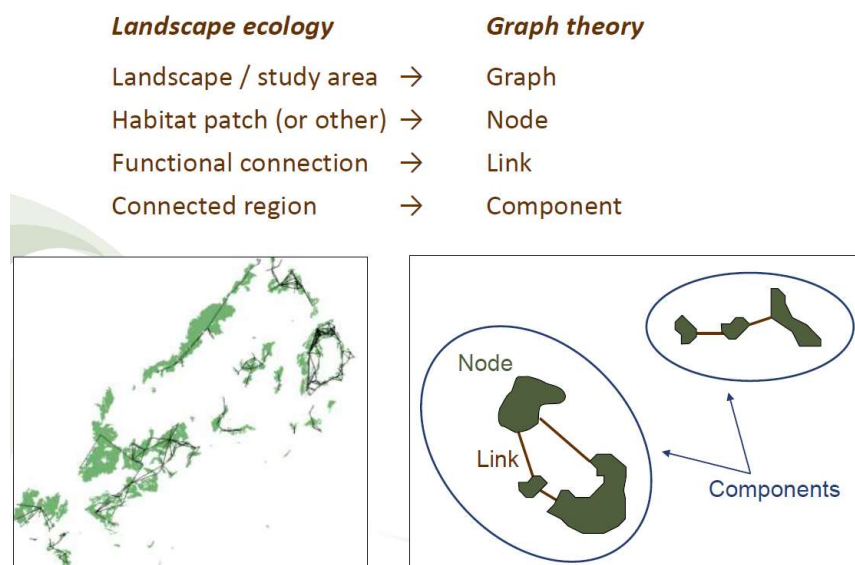 Landscape ecology Graph theory
Landscape / study area → Graph
Habitat patch (or other) → Node
Functional connection → Link
Connected region → Component
Node
Link
Components